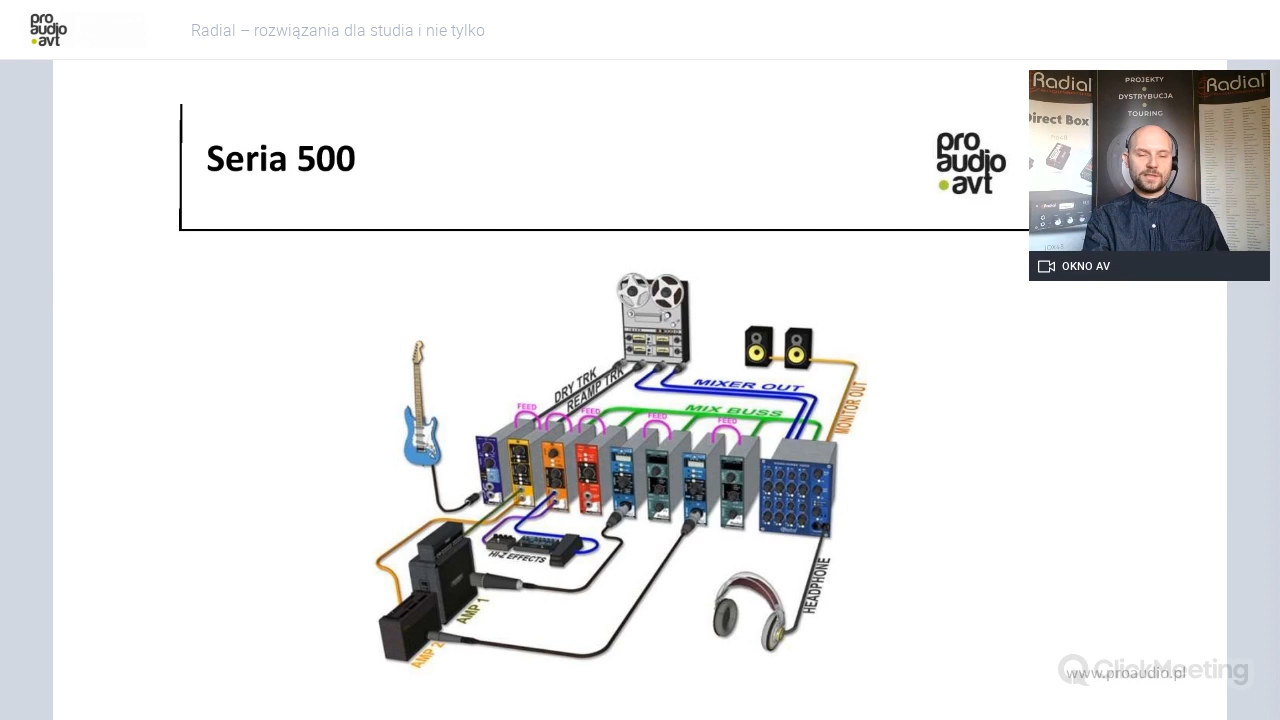 pro
audio
avt
Radial – rozwiązania dla studia i nie tylko
Seria 500
pro
audio
avt
Radial
PROJEKTY
DYSTRYBUCJA
TOURING
Radial
Direct Box
OKNO AV
DRY TRK
REAMP TRK
MIXER OUT
MIX BUSS
MONITOR OUT
FEED
FEED
FEED
FEED
HI-Z EFFECTS
AMP 1
AMP 2
HEADPHONE
ClickMeeting
www.proaudio.pl